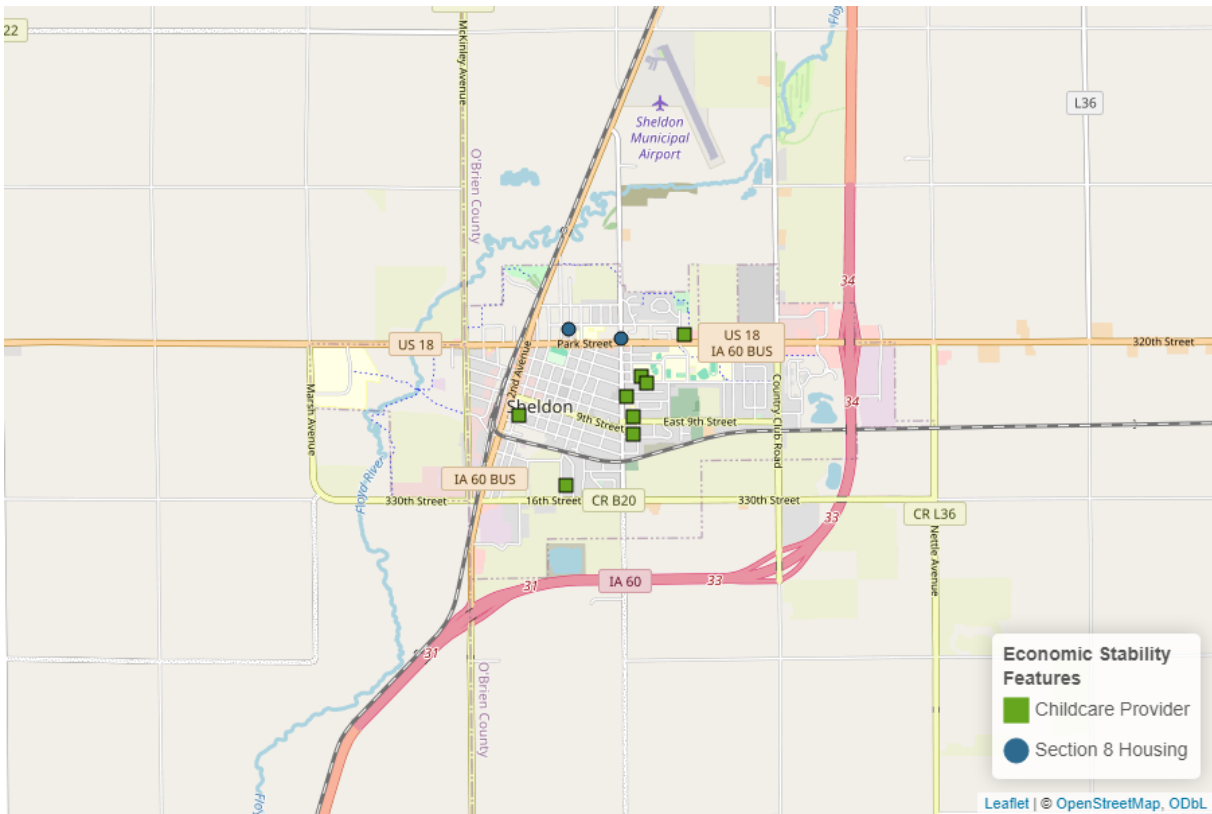 22
McKinley Avenue
Floy
L36
Sheldon
Municipal
Airport
O'Brien County
34
US 18
Park Street
US 18
IA 60 BUS
320th Street
2nd Avenue
Marsh Avenue
Country Club Road
34
Sheldon
9th Street
East 9th Street
Floyd River
IA 60 BUS
330th Street
16th Street
CR B20
330th Street
33
CR L36
Nettle Avenue
31
IA 60
33
31
O'Brien County
Floy
Economic Stability
Features
Childcare Provider
Section 8 Housing
Leaflet | © OpenStreetMap, ODbL